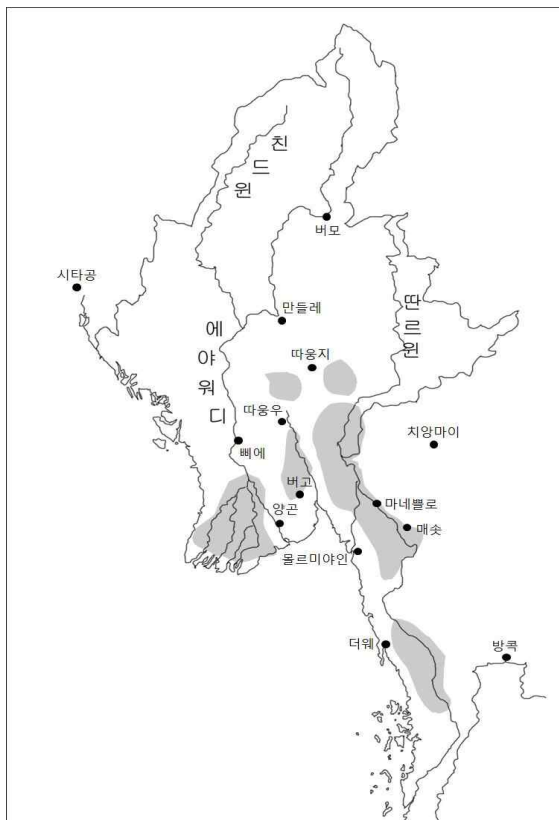 친드윈
버모
시타공
만들레
딴르윈
에야워디
따웅지
따웅우
치앙마이
삐에
버고
마네쁠로
양곤
매솟
몰르미야인
더웨
방콕